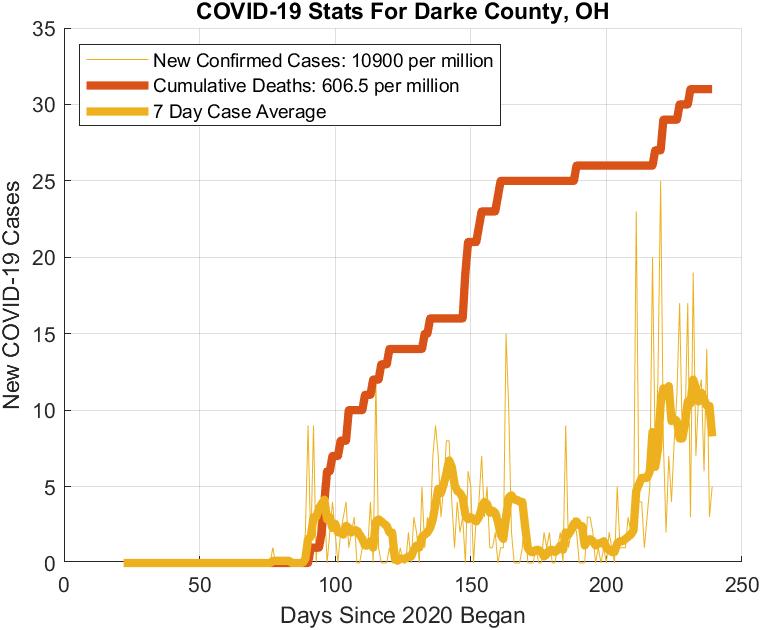 COVID-19 Stats For Darke County, OH
35
30
25
20
15
10
5
0
New COVID-19 Cases
New Confirmed Cases: 10900 per million
Cumulative Deaths: 606.5 per million
7 Day Case Average
0 50 100 150 200 250
Days Since 2020 Began